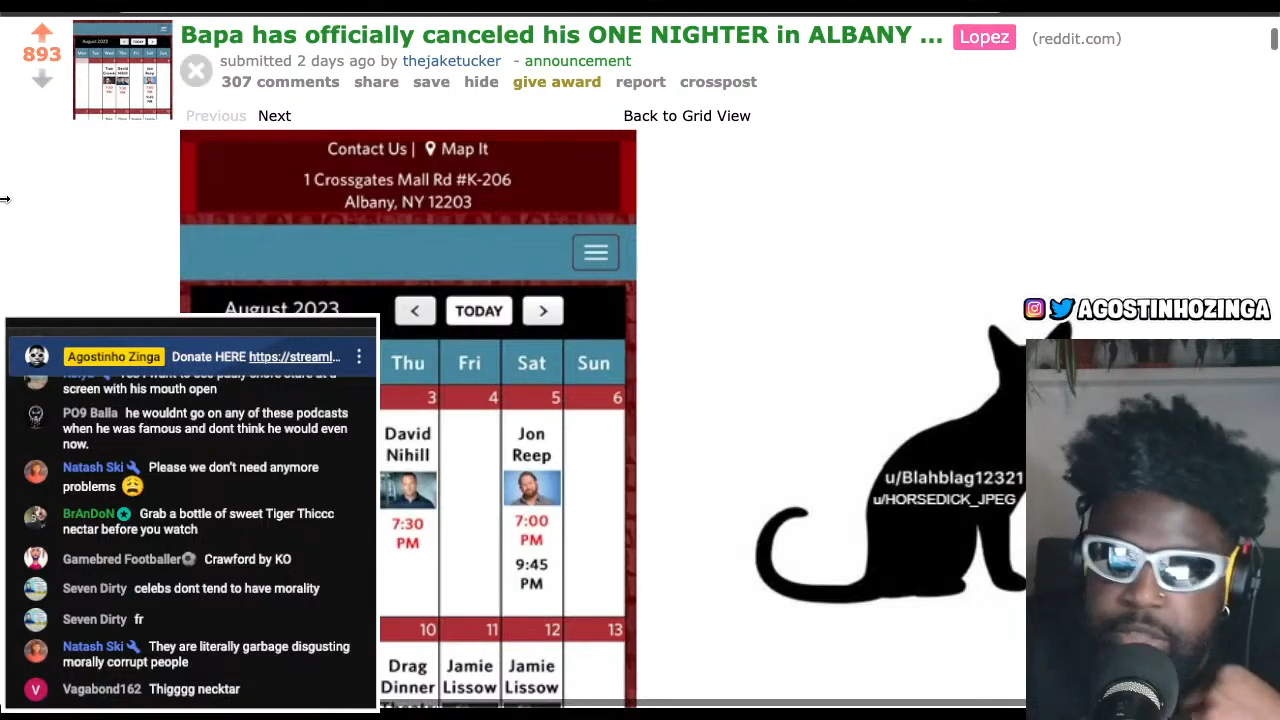 893
Bapa has officially canceled his ONE NIGHTER in ALBANY ... Lopez (reddit.com)
submitted 2 days ago by thejaketucker - announcement
307 comments share save hide give award report crosspost
Previous Next Back to Grid View
Contact Us | Map It
1 Crossgates Mall Rd #K-206
Albany, NY 12203
August 2023 < TODAY >
Thu Fri Sat Sun
3 4 5 6
David
Nihill
7:30
PM
Jon
Reep
7:00
PM
9:45
PM
10 11 12 13
Drag
Dinner
Jamie
Lissow
Jamie
Lissow
u/Blahblag12321
u/HORSEDICK_JPEG
AGOSTINHOZINGA
Agostinho Zinga Donate HERE https://streaml...
screen with his mouth open
PO9 Balla he wouldnt go on any of these podcasts
when he was famous and dont think he would even
now.
Natash Ski Please we don't need anymore
problems
BrAnDoN Grab a bottle of sweet Tiger Thiccc
nectar before you watch
Gamebred Footballer Crawford by KO
Seven Dirty celebs dont tend to have morality
Seven Dirty fr
Natash Ski They are literally garbage disgusting
morally corrupt people
V Vagabond162 Thigggg necktar